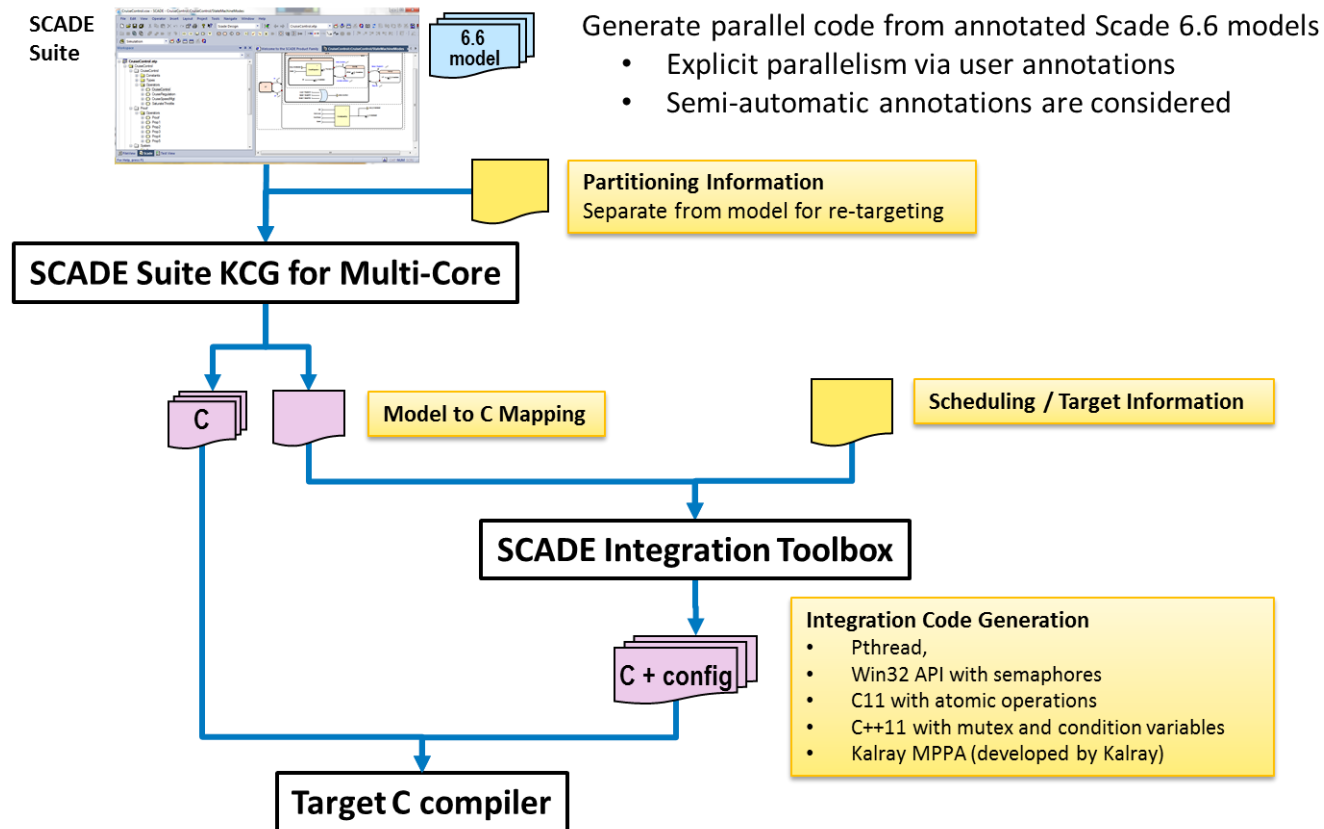 SCADE
Suite
6.6
model
Generate parallel code from annotated Scade 6.6 models
• Explicit parallelism via user annotations
• Semi-automatic annotations are considered
Partitioning Information
Separate from model for re-targeting
SCADE Suite KCG for Multi-Core
C
Model to C Mapping
Scheduling / Target Information
SCADE Integration Toolbox
C + config
Integration Code Generation
• Pthread,
• Win32 API with semaphores
• C11 with atomic operations
• C++11 with mutex and condition variables
• Kalray MPPA (developed by Kalray)
Target C compiler